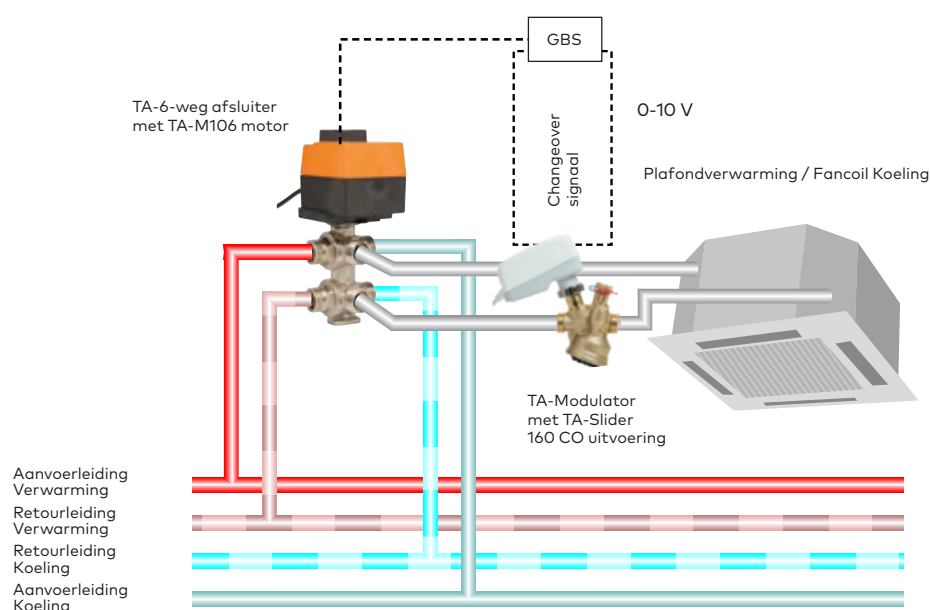 GBS
TA-6-weg afsluiter
met TA-M106 motor
0-10 V
Changeover
signaal
Plafondverwarming / Fancoil Koeling
TA-Modulator
met TA-Slider
160 CO uitvoering
Aanvoerleiding
Verwarming
Retourleiding
Verwarming
Retourleiding
Koeling
Aanvoerleiding
Koeling